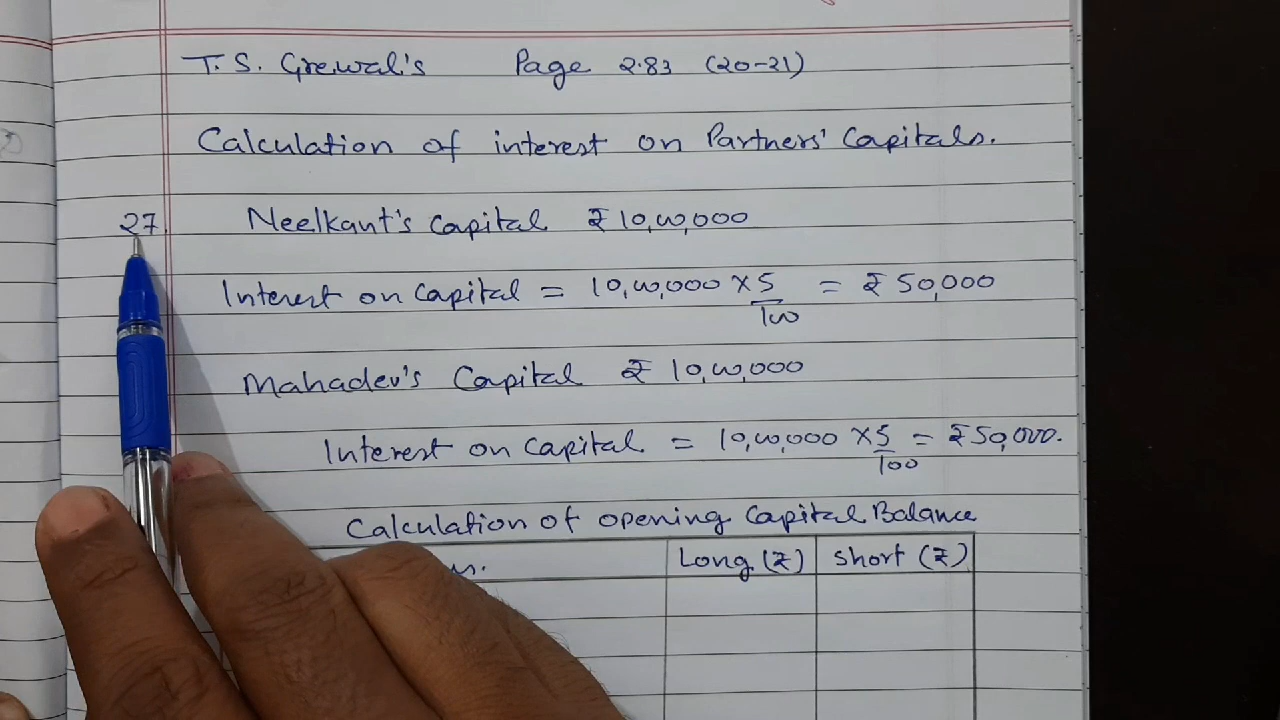 T. S. Grewal's Page 2.83 (20-21)
Calculation of interest on Partners' Capitals.
27 Neelkant's Capital ₹ 10,00,000
Interest on Capital = 10,00,000 × 5/100 = ₹ 50,000
Mahadev's Capital ₹ 10,00,000
Interest on Capital = 10,00,000 × 5/100 = ₹ 50,000.
Calculation of opening Capital Balance
Long (₹) Short (₹)